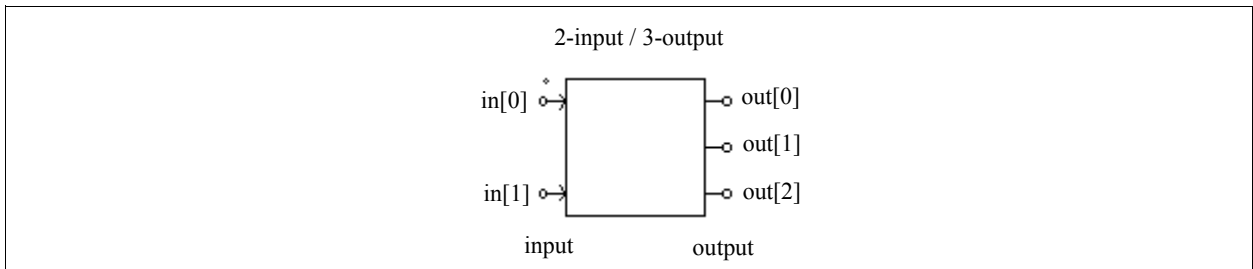 2-input / 3-output
in[0]
out[0]
out[1]
in[1]
out[2]
input
output